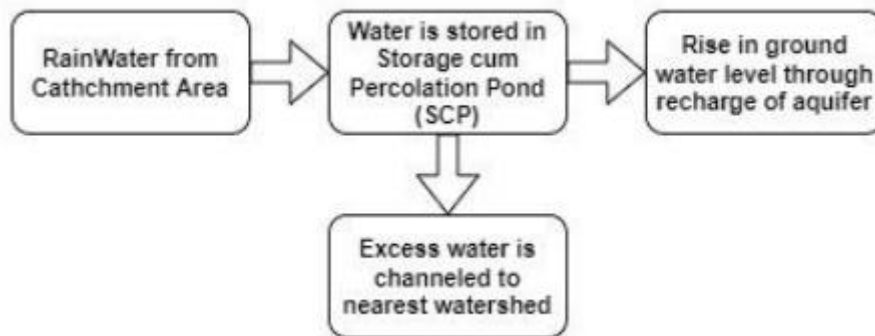 RainWater from
Cathchment Area
Water is stored in
Storage cum
Percolation Pond
(SCP)
Rise in ground
water level through
recharge of aquifer
Excess water is
channeled to
nearest watershed